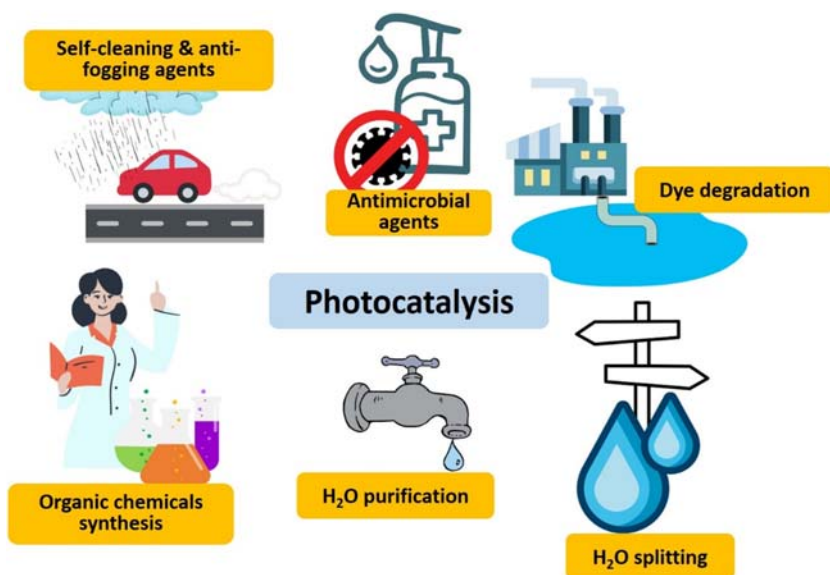 Self-cleaning & anti-
fogging agents
Antimicrobial
agents
Dye degradation
Photocatalysis
Organic chemicals
synthesis
H₂O purification
H₂O splitting